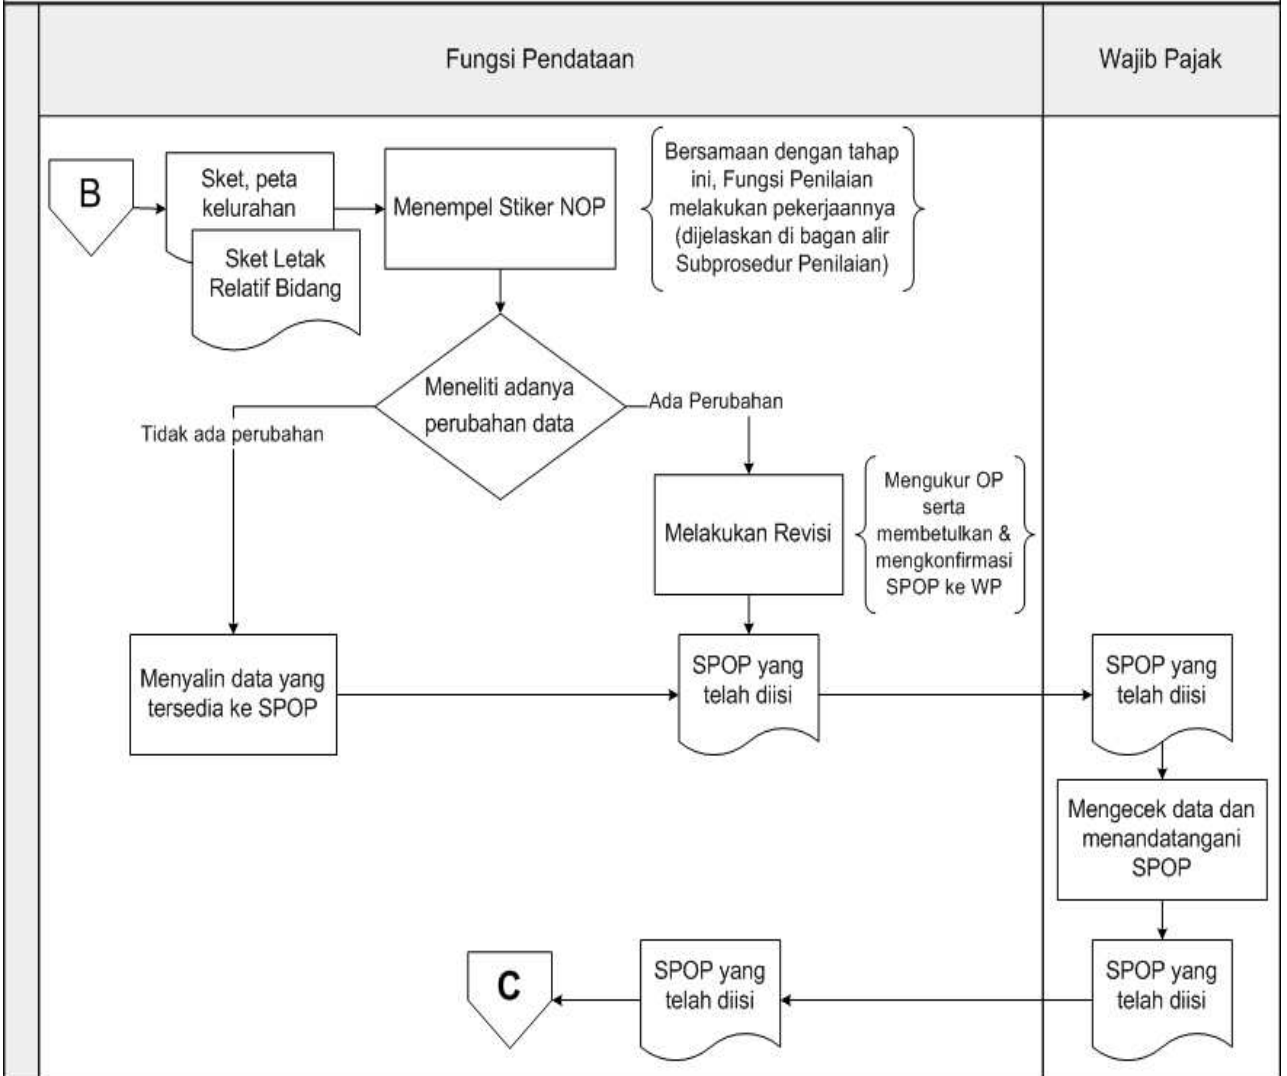 Fungsi Pendataan
Wajib Pajak
B
Sket, peta
kelurahan
Sket Letak
Relatif Bidang
Menempel Stiker NOP
Bersamaan dengan tahap
ini, Fungsi Penilaian
melakukan pekerjaannya
(dijelaskan di bagan alir
Subprosedur Penilaian)
Meneliti adanya
perubahan data
Tidak ada perubahan
Ada Perubahan
Melakukan Revisi
Mengukur OP
serta
membetulkan &
mengkonfirmasi
SPOP ke WP
Menyalin data yang
tersedia ke SPOP
SPOP yang
telah diisi
SPOP yang
telah diisi
Mengecek data dan
menandatangani
SPOP
SPOP yang
telah diisi
SPOP yang
telah diisi
C